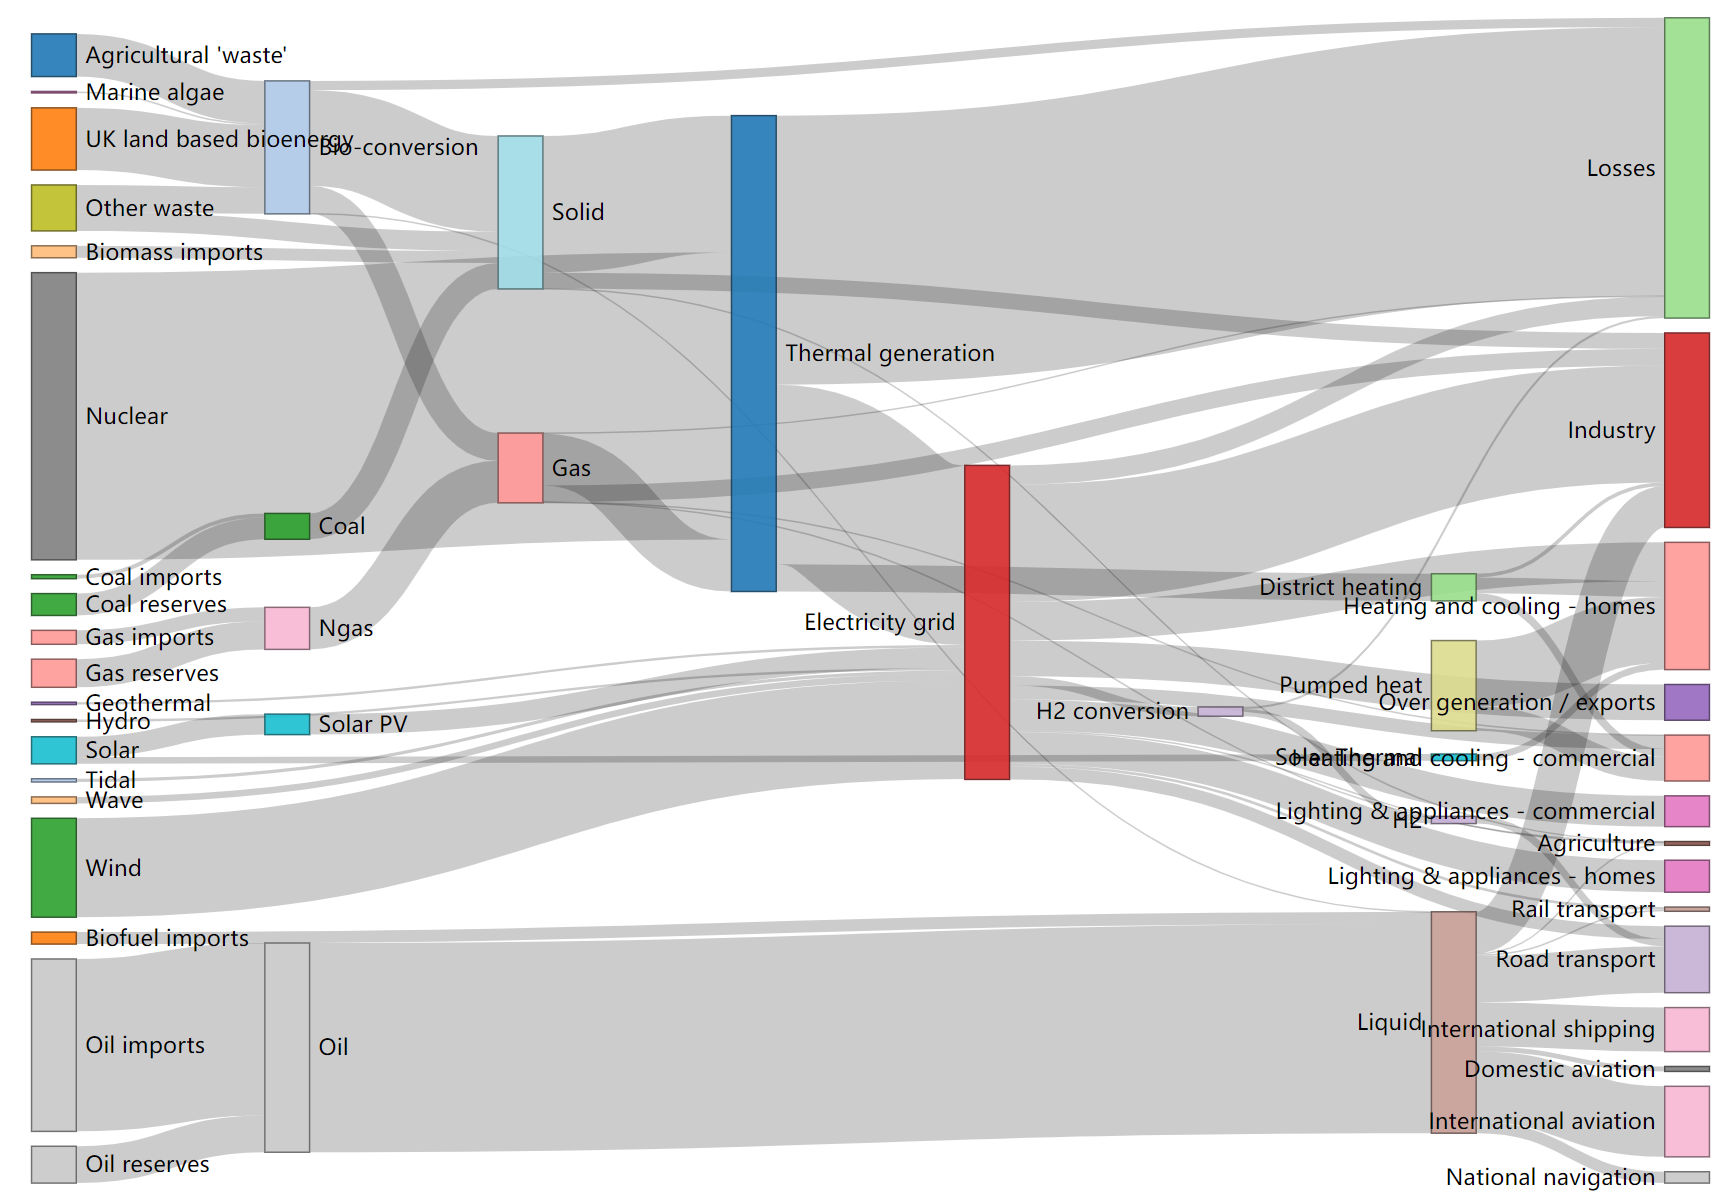 Agricultural 'waste'
Marine algae
UK land based bioenergy
Bio-conversion
Other waste
Biomass imports
Solid
Losses
Nuclear
Thermal generation
Gas
Industry
Coal
Coal imports
Coal reserves
Gas imports
Ngas
Gas reserves
Geothermal
Hydro
Solar PV
Solar
Tidal
Wave
Electricity grid
District heating
Heating and cooling - homes
Pumped heat
Over generation / exports
H2 conversion
Solar Thermal
Heating and cooling - commercial
Lighting & appliances - commercial
H2
Agriculture
Lighting & appliances - homes
Rail transport
Wind
Biofuel imports
Road transport
Oil imports
Oil
Liquid
International shipping
Domestic aviation
International aviation
Oil reserves
National navigation